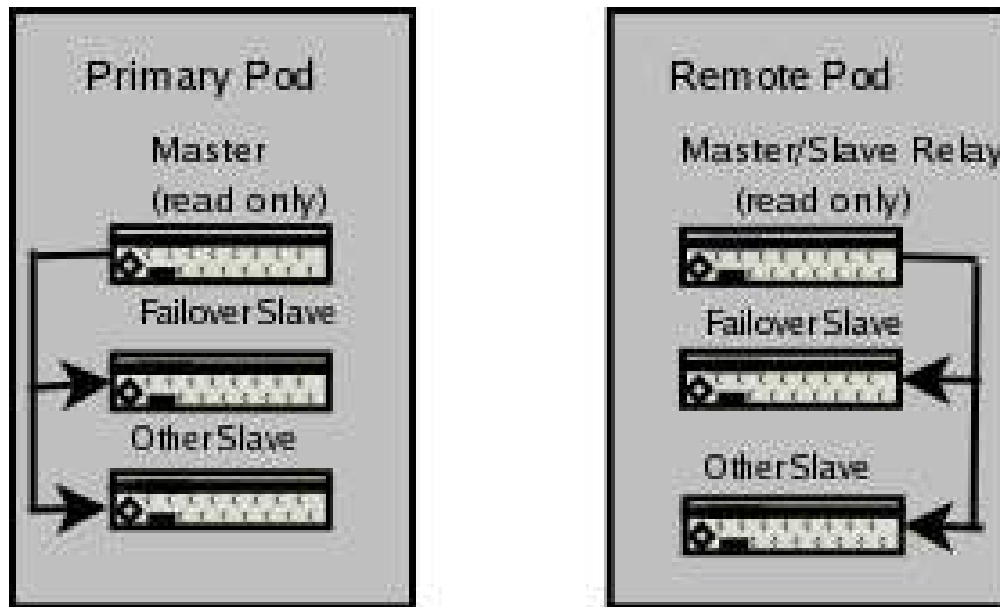 Primary Pod
Master
(read only)
Failover Slave
Other Slave
Remote Pod
Master/Slave Relay
(read only)
Failover Slave
Other Slave